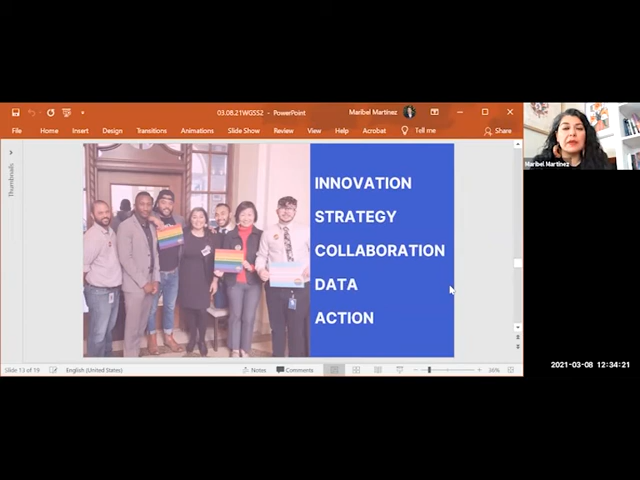 03.08.21WGSS2 - PowerPoint
Maribel Martinez
File Home Insert Design Transitions Animations Slide Show Review View Help Acrobat Tell me Share
Thumbnails
INNOVATION
STRATEGY
COLLABORATION
DATA
ACTION
Maribel Martinez
2021-03-08 12:34:21
Slide 13 of 19 English (United States) Notes Comments 36%